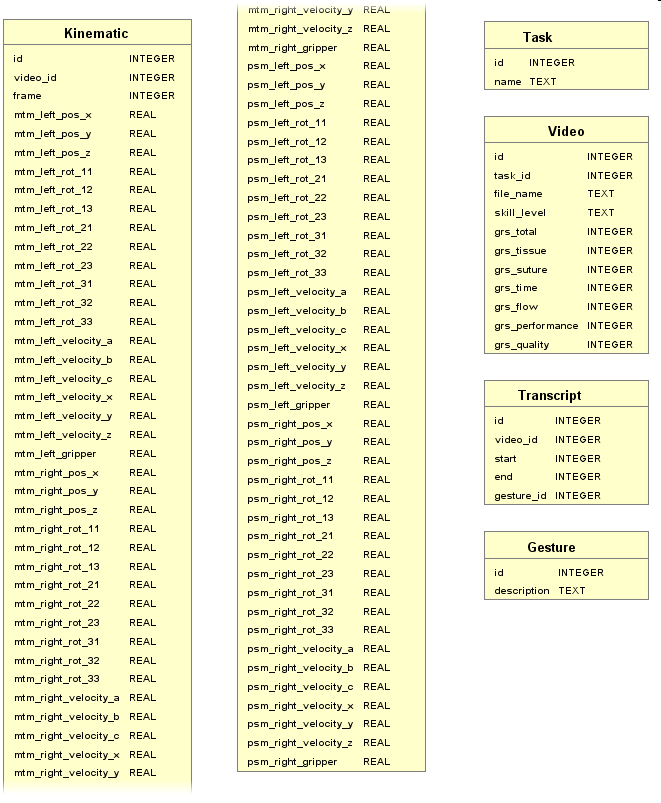 Kinematic
id INTEGER
video_id INTEGER
frame INTEGER
mtm_left_pos_x REAL
mtm_left_pos_y REAL
mtm_left_pos_z REAL
mtm_left_rot_11 REAL
mtm_left_rot_12 REAL
mtm_left_rot_13 REAL
mtm_left_rot_21 REAL
mtm_left_rot_22 REAL
mtm_left_rot_23 REAL
mtm_left_rot_31 REAL
mtm_left_rot_32 REAL
mtm_left_rot_33 REAL
mtm_left_velocity_a REAL
mtm_left_velocity_b REAL
mtm_left_velocity_c REAL
mtm_left_velocity_x REAL
mtm_left_velocity_y REAL
mtm_left_velocity_z REAL
mtm_left_gripper REAL
mtm_right_pos_x REAL
mtm_right_pos_y REAL
mtm_right_pos_z REAL
mtm_right_rot_11 REAL
mtm_right_rot_12 REAL
mtm_right_rot_13 REAL
mtm_right_rot_21 REAL
mtm_right_rot_22 REAL
mtm_right_rot_23 REAL
mtm_right_rot_31 REAL
mtm_right_rot_32 REAL
mtm_right_rot_33 REAL
mtm_right_velocity_a REAL
mtm_right_velocity_b REAL
mtm_right_velocity_c REAL
mtm_right_velocity_x REAL
mtm_right_velocity_y REAL
mtm_right_velocity_y REAL
mtm_right_velocity_z REAL
mtm_right_gripper REAL
psm_left_pos_x REAL
psm_left_pos_y REAL
psm_left_pos_z REAL
psm_left_rot_11 REAL
psm_left_rot_12 REAL
psm_left_rot_13 REAL
psm_left_rot_21 REAL
psm_left_rot_22 REAL
psm_left_rot_23 REAL
psm_left_rot_31 REAL
psm_left_rot_32 REAL
psm_left_rot_33 REAL
psm_left_velocity_a REAL
psm_left_velocity_b REAL
psm_left_velocity_c REAL
psm_left_velocity_x REAL
psm_left_velocity_y REAL
psm_left_velocity_z REAL
psm_left_gripper REAL
psm_right_pos_x REAL
psm_right_pos_y REAL
psm_right_pos_z REAL
psm_right_rot_11 REAL
psm_right_rot_12 REAL
psm_right_rot_13 REAL
psm_right_rot_21 REAL
psm_right_rot_22 REAL
psm_right_rot_23 REAL
psm_right_rot_31 REAL
psm_right_rot_32 REAL
psm_right_rot_33 REAL
psm_right_velocity_a REAL
psm_right_velocity_b REAL
psm_right_velocity_c REAL
psm_right_velocity_x REAL
psm_right_velocity_y REAL
psm_right_velocity_z REAL
psm_right_gripper REAL
Task
id INTEGER
name TEXT
Video
id INTEGER
task_id INTEGER
file_name TEXT
skill_level TEXT
grs_total INTEGER
grs_tissue INTEGER
grs_suture INTEGER
grs_time INTEGER
grs_flow INTEGER
grs_performance INTEGER
grs_quality INTEGER
Transcript
id INTEGER
video_id INTEGER
start INTEGER
end INTEGER
gesture_id INTEGER
Gesture
id INTEGER
description TEXT